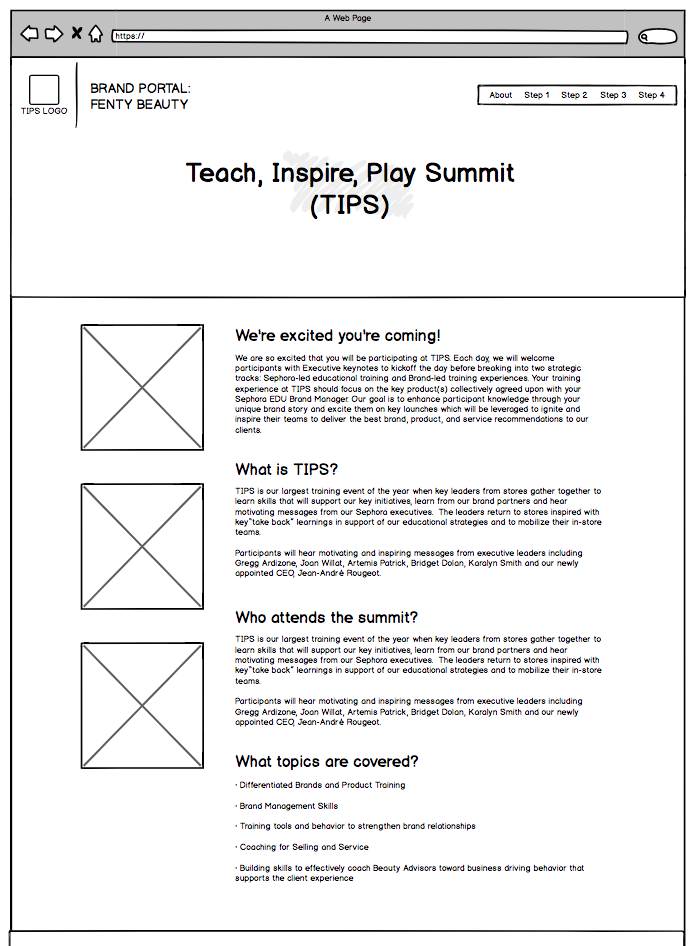 A Web Page
https://
TIPS LOGO
BRAND PORTAL:
FENTY BEAUTY
About Step 1 Step 2 Step 3 Step 4
Teach, Inspire, Play Summit
(TIPS)
We're excited you're coming!
We are so excited that you will be participating at TIPS. Each day, we will welcome
participants with Executive keynotes to kickoff the day before breaking into two strategic
tracks: Sephora-led educational training and Brand-led training experiences. Your training
experience at TIPS should focus on the key product(s) collectively agreed upon with your
Sephora EDU Brand Manager. Our goal is to enhance participant knowledge through your
unique brand story and excite them on key launches which will be leveraged to ignite and
inspire their teams to deliver the best brand, product, and service recommendations to our
clients.
What is TIPS?
TIPS is our largest training event of the year when key leaders from stores gather together to
learn skills that will support our key initiatives, learn from our brand partners and hear
motivating messages from our Sephora executives. The leaders return to stores inspired with
key"take back" learnings in support of our educational strategies and to mobilize their in-store
teams.
Participants will hear motivating and inspiring messages from executive leaders including
Gregg Ardizone, Joan Willat, Artemis Patrick, Bridget Dolan, Karalyn Smith and our newly
appointed CEO, Jean-André Rougeot.
Who attends the summit?
TIPS is our largest training event of the year when key leaders from stores gather together to
learn skills that will support our key initiatives, learn from our brand partners and hear
motivating messages from our Sephora executives. The leaders return to stores inspired with
key"take back" learnings in support of our educational strategies and to mobilize their in-store
teams.
Participants will hear motivating and inspiring messages from executive leaders including
Gregg Ardizone, Joan Willat, Artemis Patrick, Bridget Dolan, Karalyn Smith and our newly
appointed CEO, Jean-André Rougeot.
What topics are covered?
· Differentiated Brands and Product Training
· Brand Management Skills
· Training tools and behavior to strengthen brand relationships
· Coaching for Selling and Service
· Building skills to effectively coach Beauty Advisors toward business driving behavior that
supports the client experience